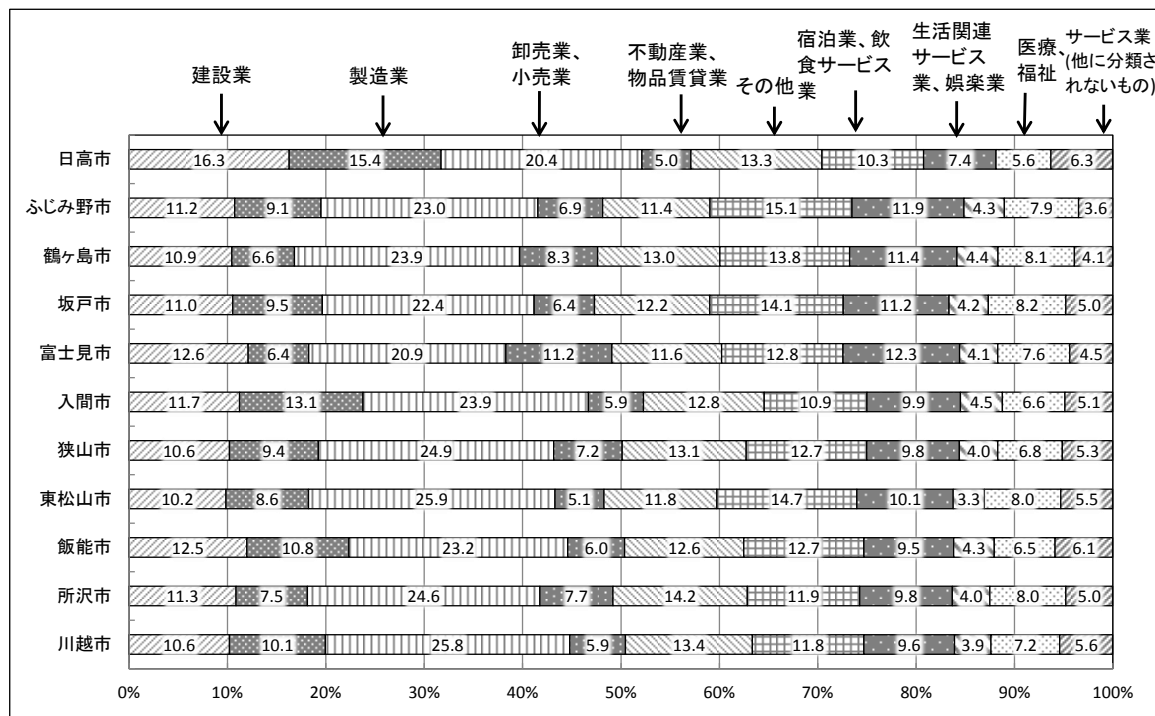 建設業
製造業
卸売業、
小売業
不動産業、
物品賃貸業
その他
宿泊業、飲
食サービス
業
生活関連
サービス
業、娯楽業
医療、
福祉
サービス業
(他に分類さ
れないもの)
日高市 16.3 15.4 20.4 5.0 13.3 10.3 7.4 5.6 6.3
ふじみ野市 11.2 9.1 23.0 6.9 11.4 15.1 11.9 4.3 7.9 3.6
鶴ヶ島市 10.9 6.6 23.9 8.3 13.0 13.8 11.4 4.4 8.1 4.1
坂戸市 11.0 9.5 22.4 6.4 12.2 14.1 11.2 4.2 8.2 5.0
富士見市 12.6 6.4 20.9 11.2 11.6 12.8 12.3 4.1 7.6 4.5
入間市 11.7 13.1 23.9 5.9 12.8 10.9 9.9 4.5 6.6 5.1
狭山市 10.6 9.4 24.9 7.2 13.1 12.7 9.8 4.0 6.8 5.3
東松山市 10.2 8.6 25.9 5.1 11.8 14.7 10.1 3.3 8.0 5.5
飯能市 12.5 10.8 23.2 6.0 12.6 12.7 9.5 4.3 6.5 6.1
所沢市 11.3 7.5 24.6 7.7 14.2 11.9 9.8 4.0 8.0 5.0
川越市 10.6 10.1 25.8 5.9 13.4 11.8 9.6 3.9 7.2 5.6
0% 10% 20% 30% 40% 50% 60% 70% 80% 90% 100%